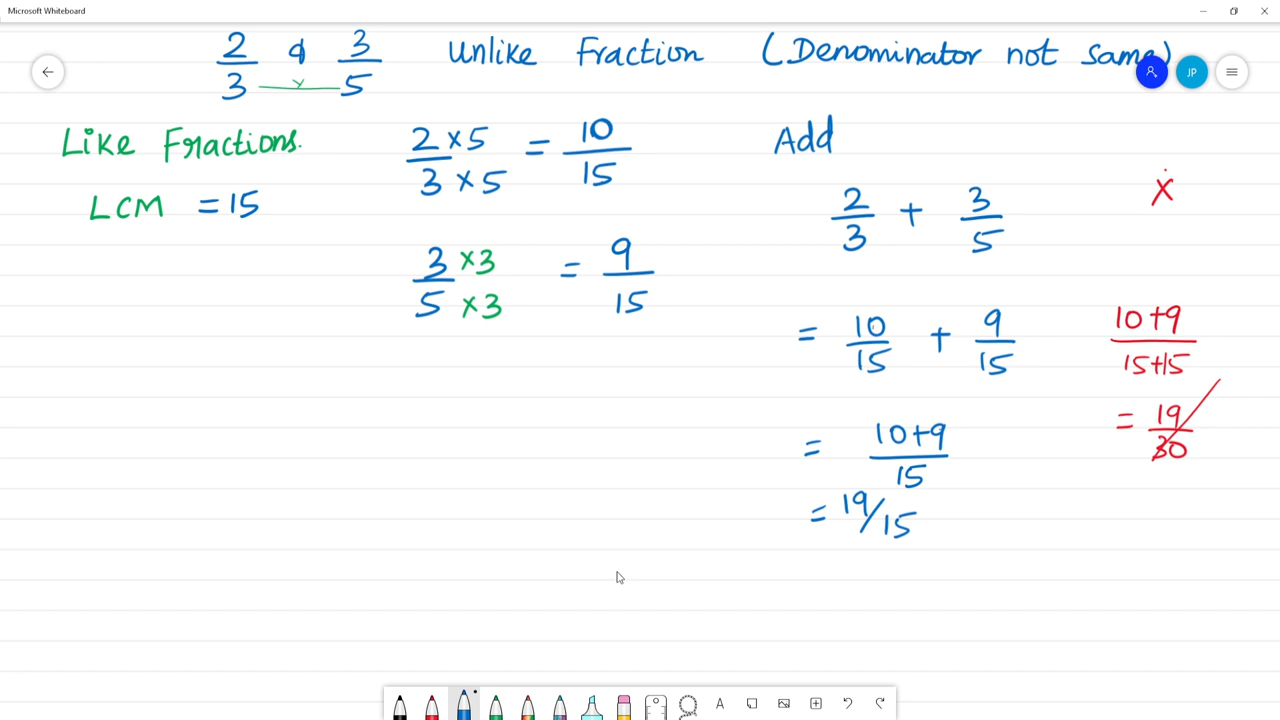 Microsoft Whiteboard
2/3 & 3/5 Unlike Fraction (Denominator not same)
JP
Like Fractions.
LCM = 15
2 × 5 / 3 × 5 = 10/15
3 × 3 / 5 × 3 = 9/15
Add
2/3 + 3/5
= 10/15 + 9/15
= 10+9 / 15
= 19/15
×
10+9 / 15+15
= 19/30
A